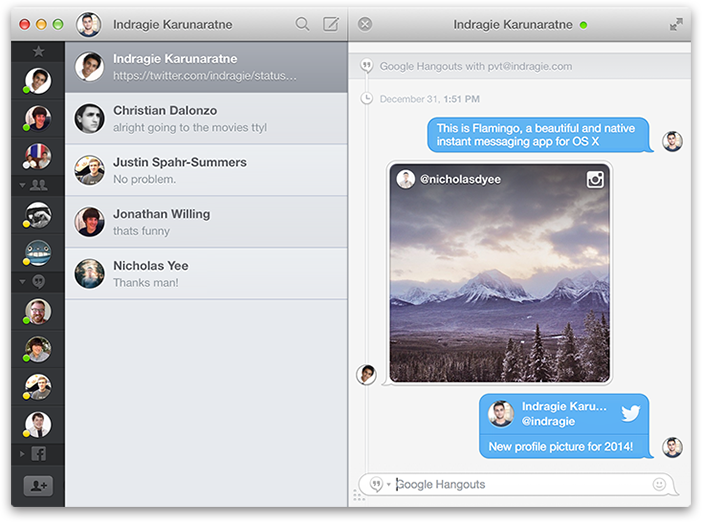 Indragie Karunaratne
Indragie Karunaratne
https://twitter.com/indragie/status...
Christian Dalonzo
alright going to the movies ttyl
Justin Spahr-Summers
No problem.
Jonathan Willing
thats funny
Nicholas Yee
Thanks man!
Indragie Karunaratne
Google Hangouts with pvt@indragie.com
December 31, 1:51 PM
This is Flamingo, a beautiful and native
instant messaging app for OS X
@nicholasdyee
Indragie Karu...
@indragie
New profile picture for 2014!
Google Hangouts